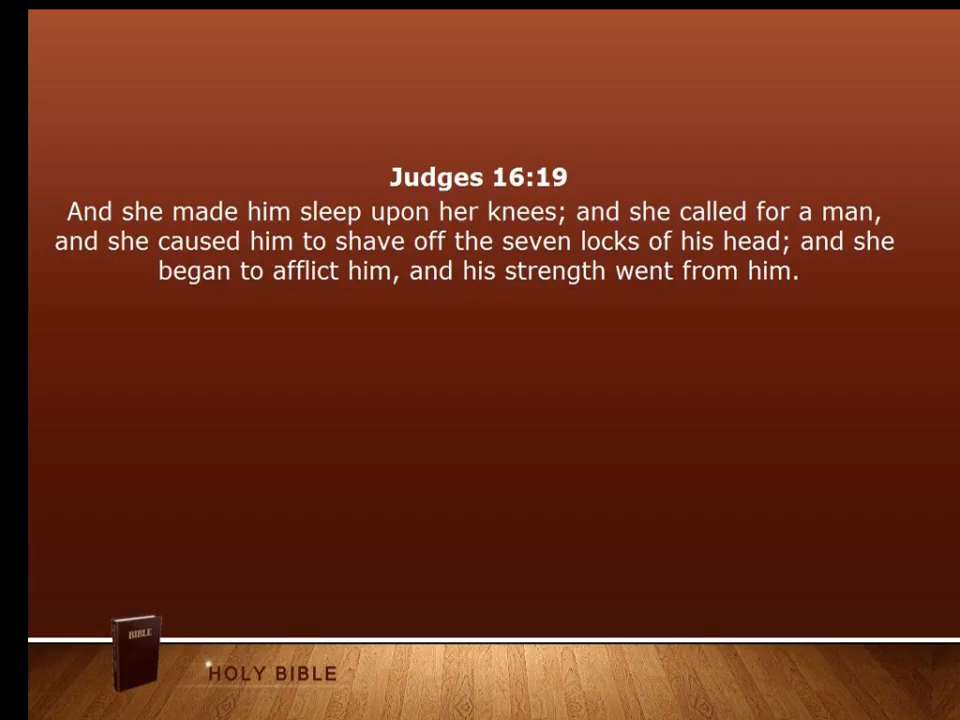 Judges 16:19
And she made him sleep upon her knees; and she called for a man,
and she caused him to shave off the seven locks of his head; and she
began to afflict him, and his strength went from him.
BIBLE
HOLY BIBLE